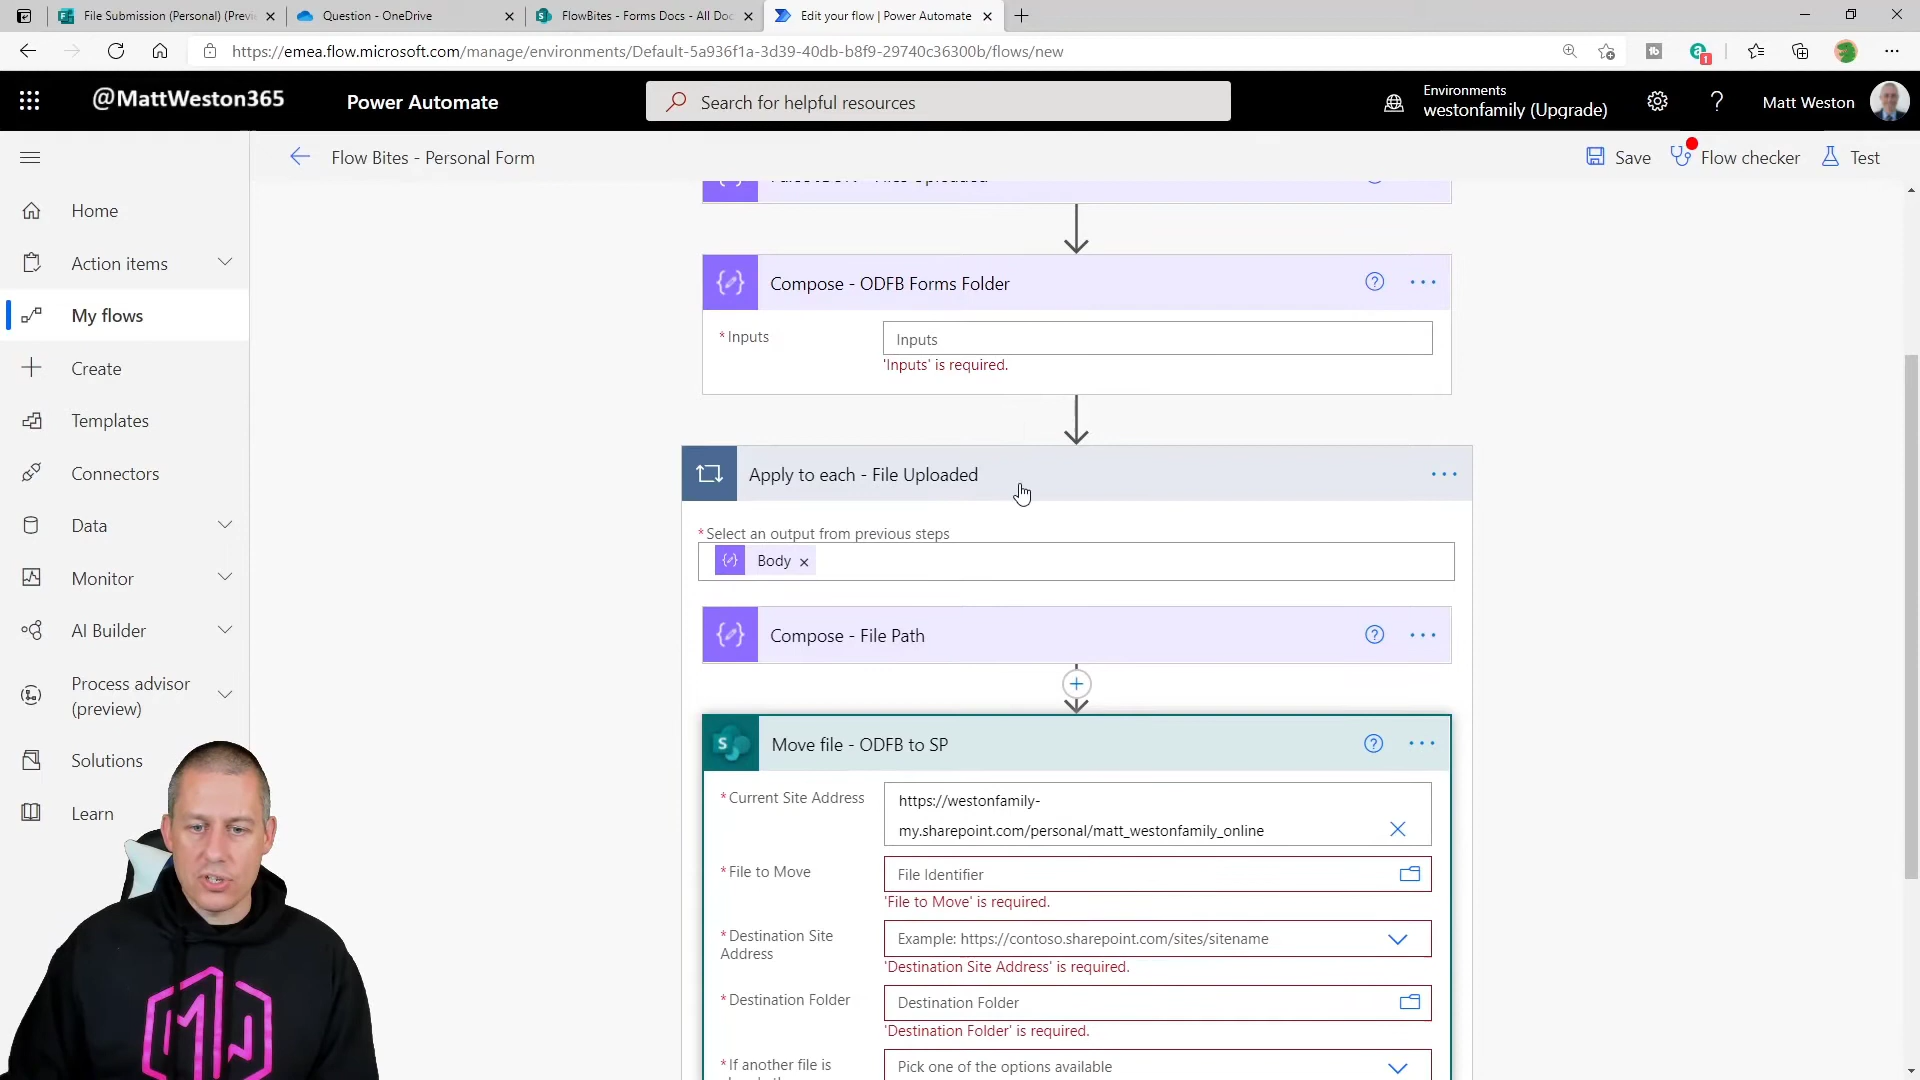 File Submission (Personal) (Previ
Question - OneDrive
FlowBites - Forms Docs - All Doc
Edit your flow | Power Automate
https://emea.flow.microsoft.com/manage/environments/Default-5a936f1a-3d39-40db-b8f9-29740c36300b/flows/new
1
@MattWeston365
Power Automate
Search for helpful resources
Environments
westonfamily (Upgrade)
Matt Weston
Flow Bites - Personal Form
Save
Flow checker
Test
Home
Action items
My flows
Create
Templates
Connectors
Data
Monitor
AI Builder
Process advisor
(preview)
Solutions
Learn
Compose - ODFB Forms Folder
* Inputs
Inputs
'Inputs' is required.
Apply to each - File Uploaded
* Select an output from previous steps
Body
Compose - File Path
Move file - ODFB to SP
* Current Site Address
https://westonfamily-
my.sharepoint.com/personal/matt_westonfamily_online
* File to Move
File Identifier
'File to Move' is required.
* Destination Site
Address
Example: https://contoso.sharepoint.com/sites/sitename
'Destination Site Address' is required.
* Destination Folder
Destination Folder
'Destination Folder' is required.
* If another file is
Pick one of the options available